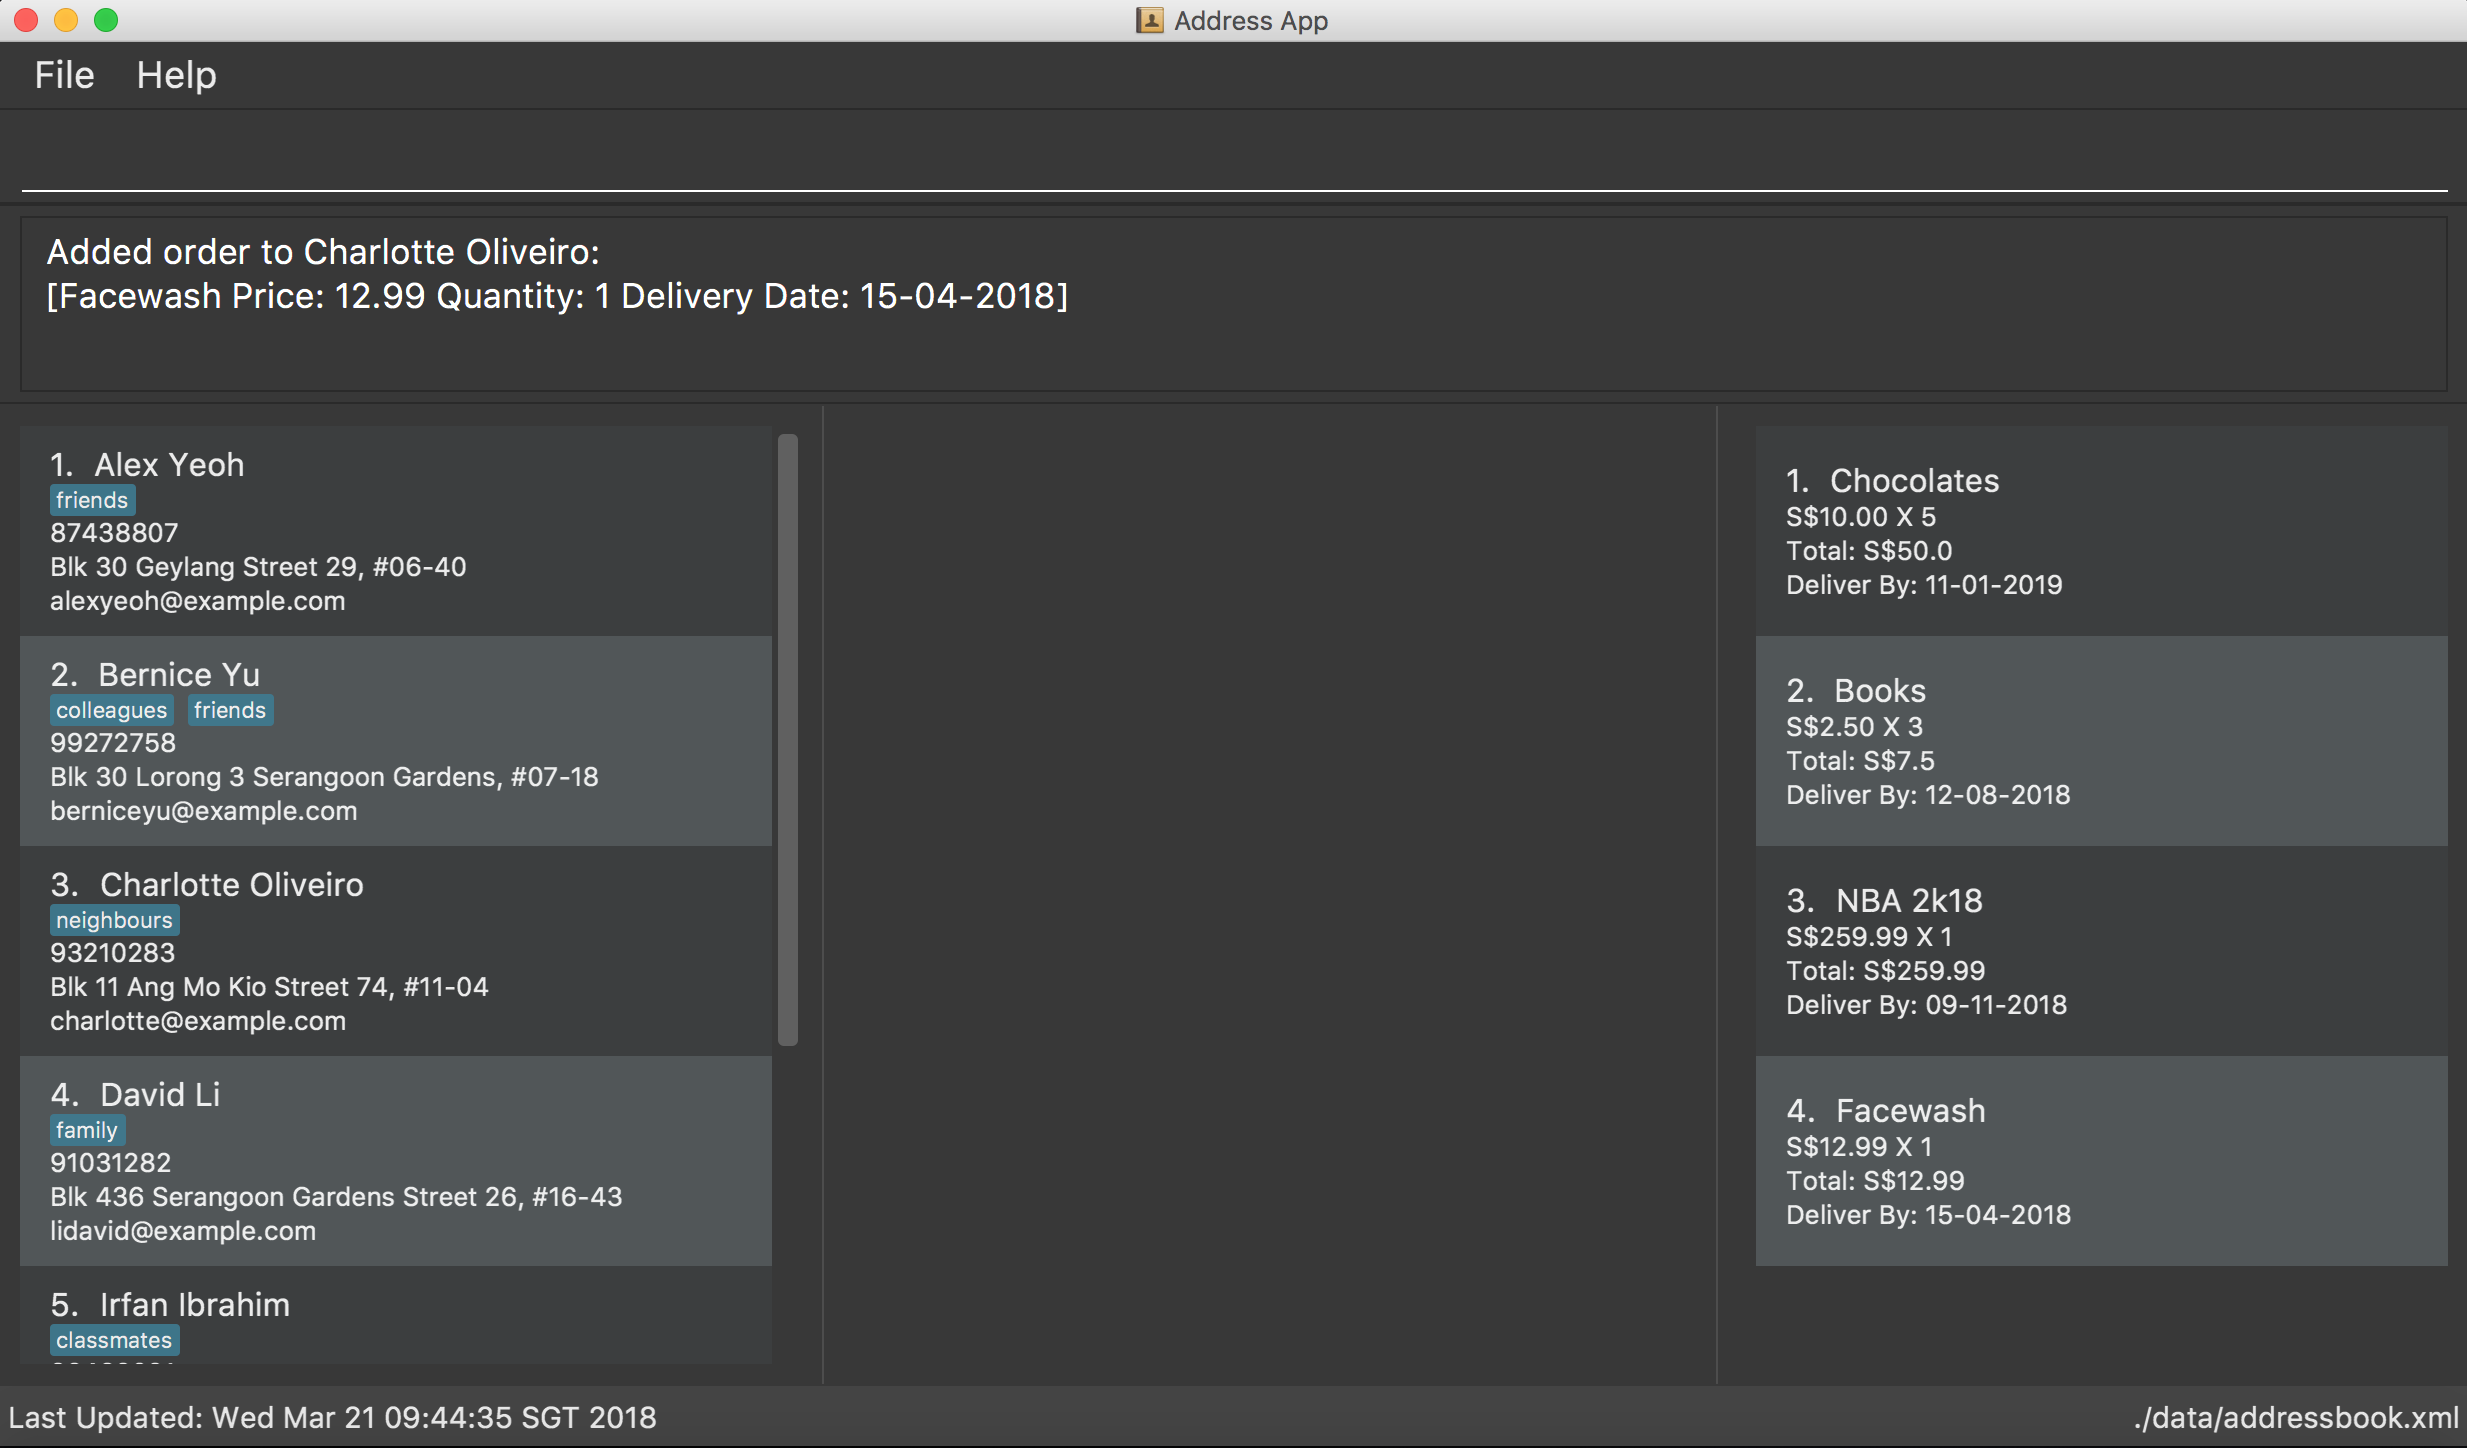 Address App
File Help
Added order to Charlotte Oliveiro:
[Facewash Price: 12.99 Quantity: 1 Delivery Date: 15-04-2018]
1. Alex Yeoh
friends
87438807
Blk 30 Geylang Street 29, #06-40
alexyeoh@example.com
2. Bernice Yu
colleagues friends
99272758
Blk 30 Lorong 3 Serangoon Gardens, #07-18
berniceyu@example.com
3. Charlotte Oliveiro
neighbours
93210283
Blk 11 Ang Mo Kio Street 74, #11-04
charlotte@example.com
4. David Li
family
91031282
Blk 436 Serangoon Gardens Street 26, #16-43
lidavid@example.com
5. Irfan Ibrahim
classmates
1. Chocolates
S$10.00 X 5
Total: S$50.0
Deliver By: 11-01-2019
2. Books
S$2.50 X 3
Total: S$7.5
Deliver By: 12-08-2018
3. NBA 2k18
S$259.99 X 1
Total: S$259.99
Deliver By: 09-11-2018
4. Facewash
S$12.99 X 1
Total: S$12.99
Deliver By: 15-04-2018
Last Updated: Wed Mar 21 09:44:35 SGT 2018
./data/addressbook.xml